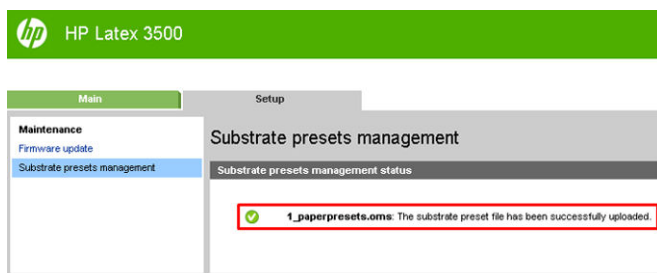 hp HP Latex 3500
Main Setup
Maintenance
Firmware update
Substrate presets management
Substrate presets management
Substrate presets management status
1_paperpresets.oms: The substrate preset file has been successfully uploaded.